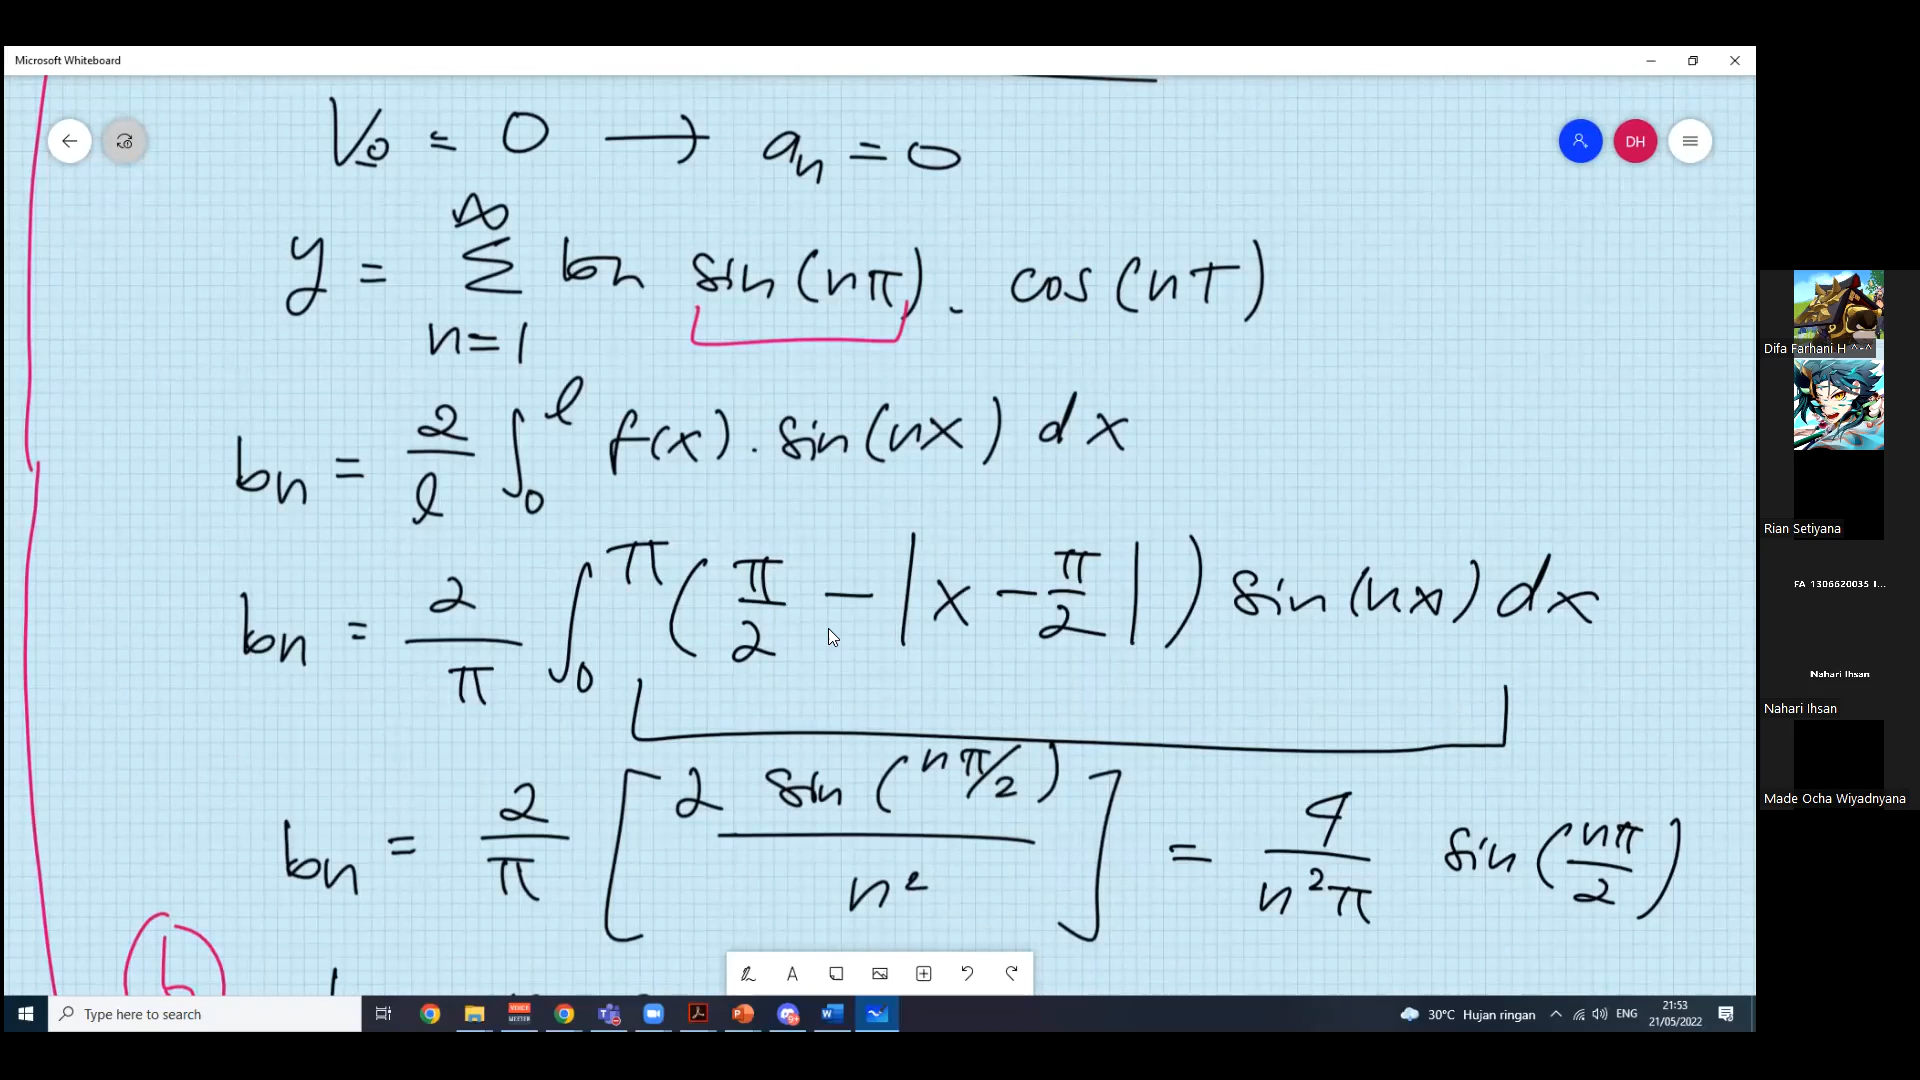 Microsoft Whiteboard
V₀ = 0 → aₙ = 0
DH
y = ∑ₙ₌₁^∞ bn sin(nπ) . cos(nT)
bn = 2/l ∫₀^l f(x) . sin(nx) dx
bn = 2/π ∫₀^π (π/2 − |x − π/2|) sin(nx) dx
bn = 2/π [2 sin(nπ/2) / n²] = 4/n²π sin(nπ/2)
b
Difa Farhani H ^-^
Rian Setiyana
FA 1306620035 I...
Nahari Ihsan
Nahari Ihsan
Made Ocha Wiyadnyana
Type here to search
30°C Hujan ringan
ENG
21:53
21/05/2022